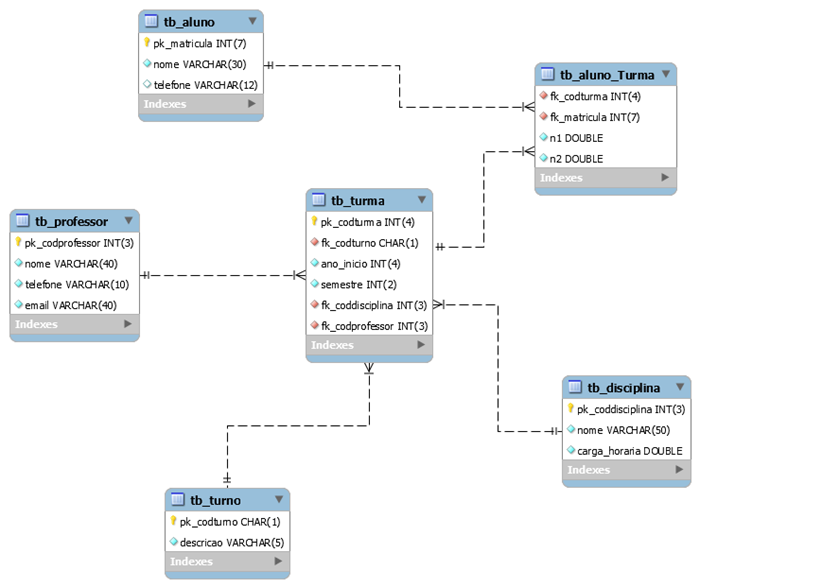 tb_aluno
pk_matricula INT(7)
nome VARCHAR(30)
telefone VARCHAR(12)
Indexes
tb_aluno_Turma
fk_codturma INT(4)
fk_matricula INT(7)
n1 DOUBLE
n2 DOUBLE
Indexes
tb_turma
pk_codturma INT(4)
fk_codturno CHAR(1)
ano_inicio INT(4)
semestre INT(2)
fk_coddisciplina INT(3)
fk_codprofessor INT(3)
Indexes
tb_professor
pk_codprofessor INT(3)
nome VARCHAR(40)
telefone VARCHAR(10)
email VARCHAR(40)
Indexes
tb_disciplina
pk_coddisciplina INT(3)
nome VARCHAR(50)
carga_horaria DOUBLE
Indexes
tb_turno
pk_codturno CHAR(1)
descricao VARCHAR(5)
Indexes